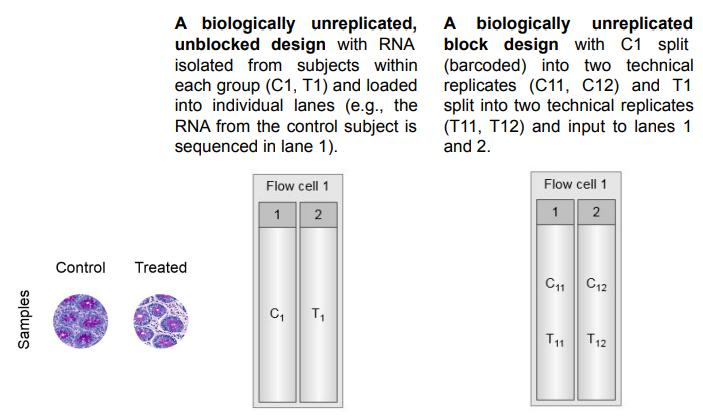 A biologically unreplicated,
unblocked design with RNA
isolated from subjects within
each group (C1, T1) and loaded
into individual lanes (e.g., the
RNA from the control subject is
sequenced in lane 1).
A biologically unreplicated
block design with C1 split
(barcoded) into two technical
replicates (C11, C12) and T1
split into two technical replicates
(T11, T12) and input to lanes 1
and 2.
Flow cell 1
1 2
C1 T1
Flow cell 1
1 2
C11 C12
T11 T12
Control Treated
Samples